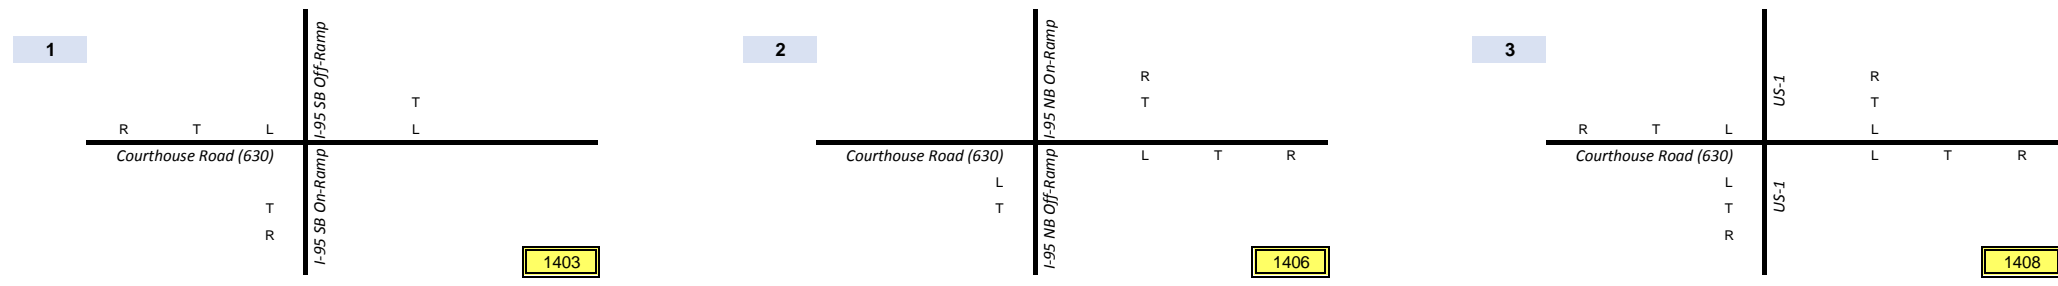 1
I-95 SB Off-Ramp
T
R T L L
Courthouse Road (630)
I-95 SB On-Ramp
T
R
1403
2
I-95 NB On-Ramp
R
T
Courthouse Road (630)
I-95 NB Off-Ramp
L T R
L
T
1406
3
US-1
R
T
R T L L
Courthouse Road (630)
L T R
US-1
L
T
R
1408